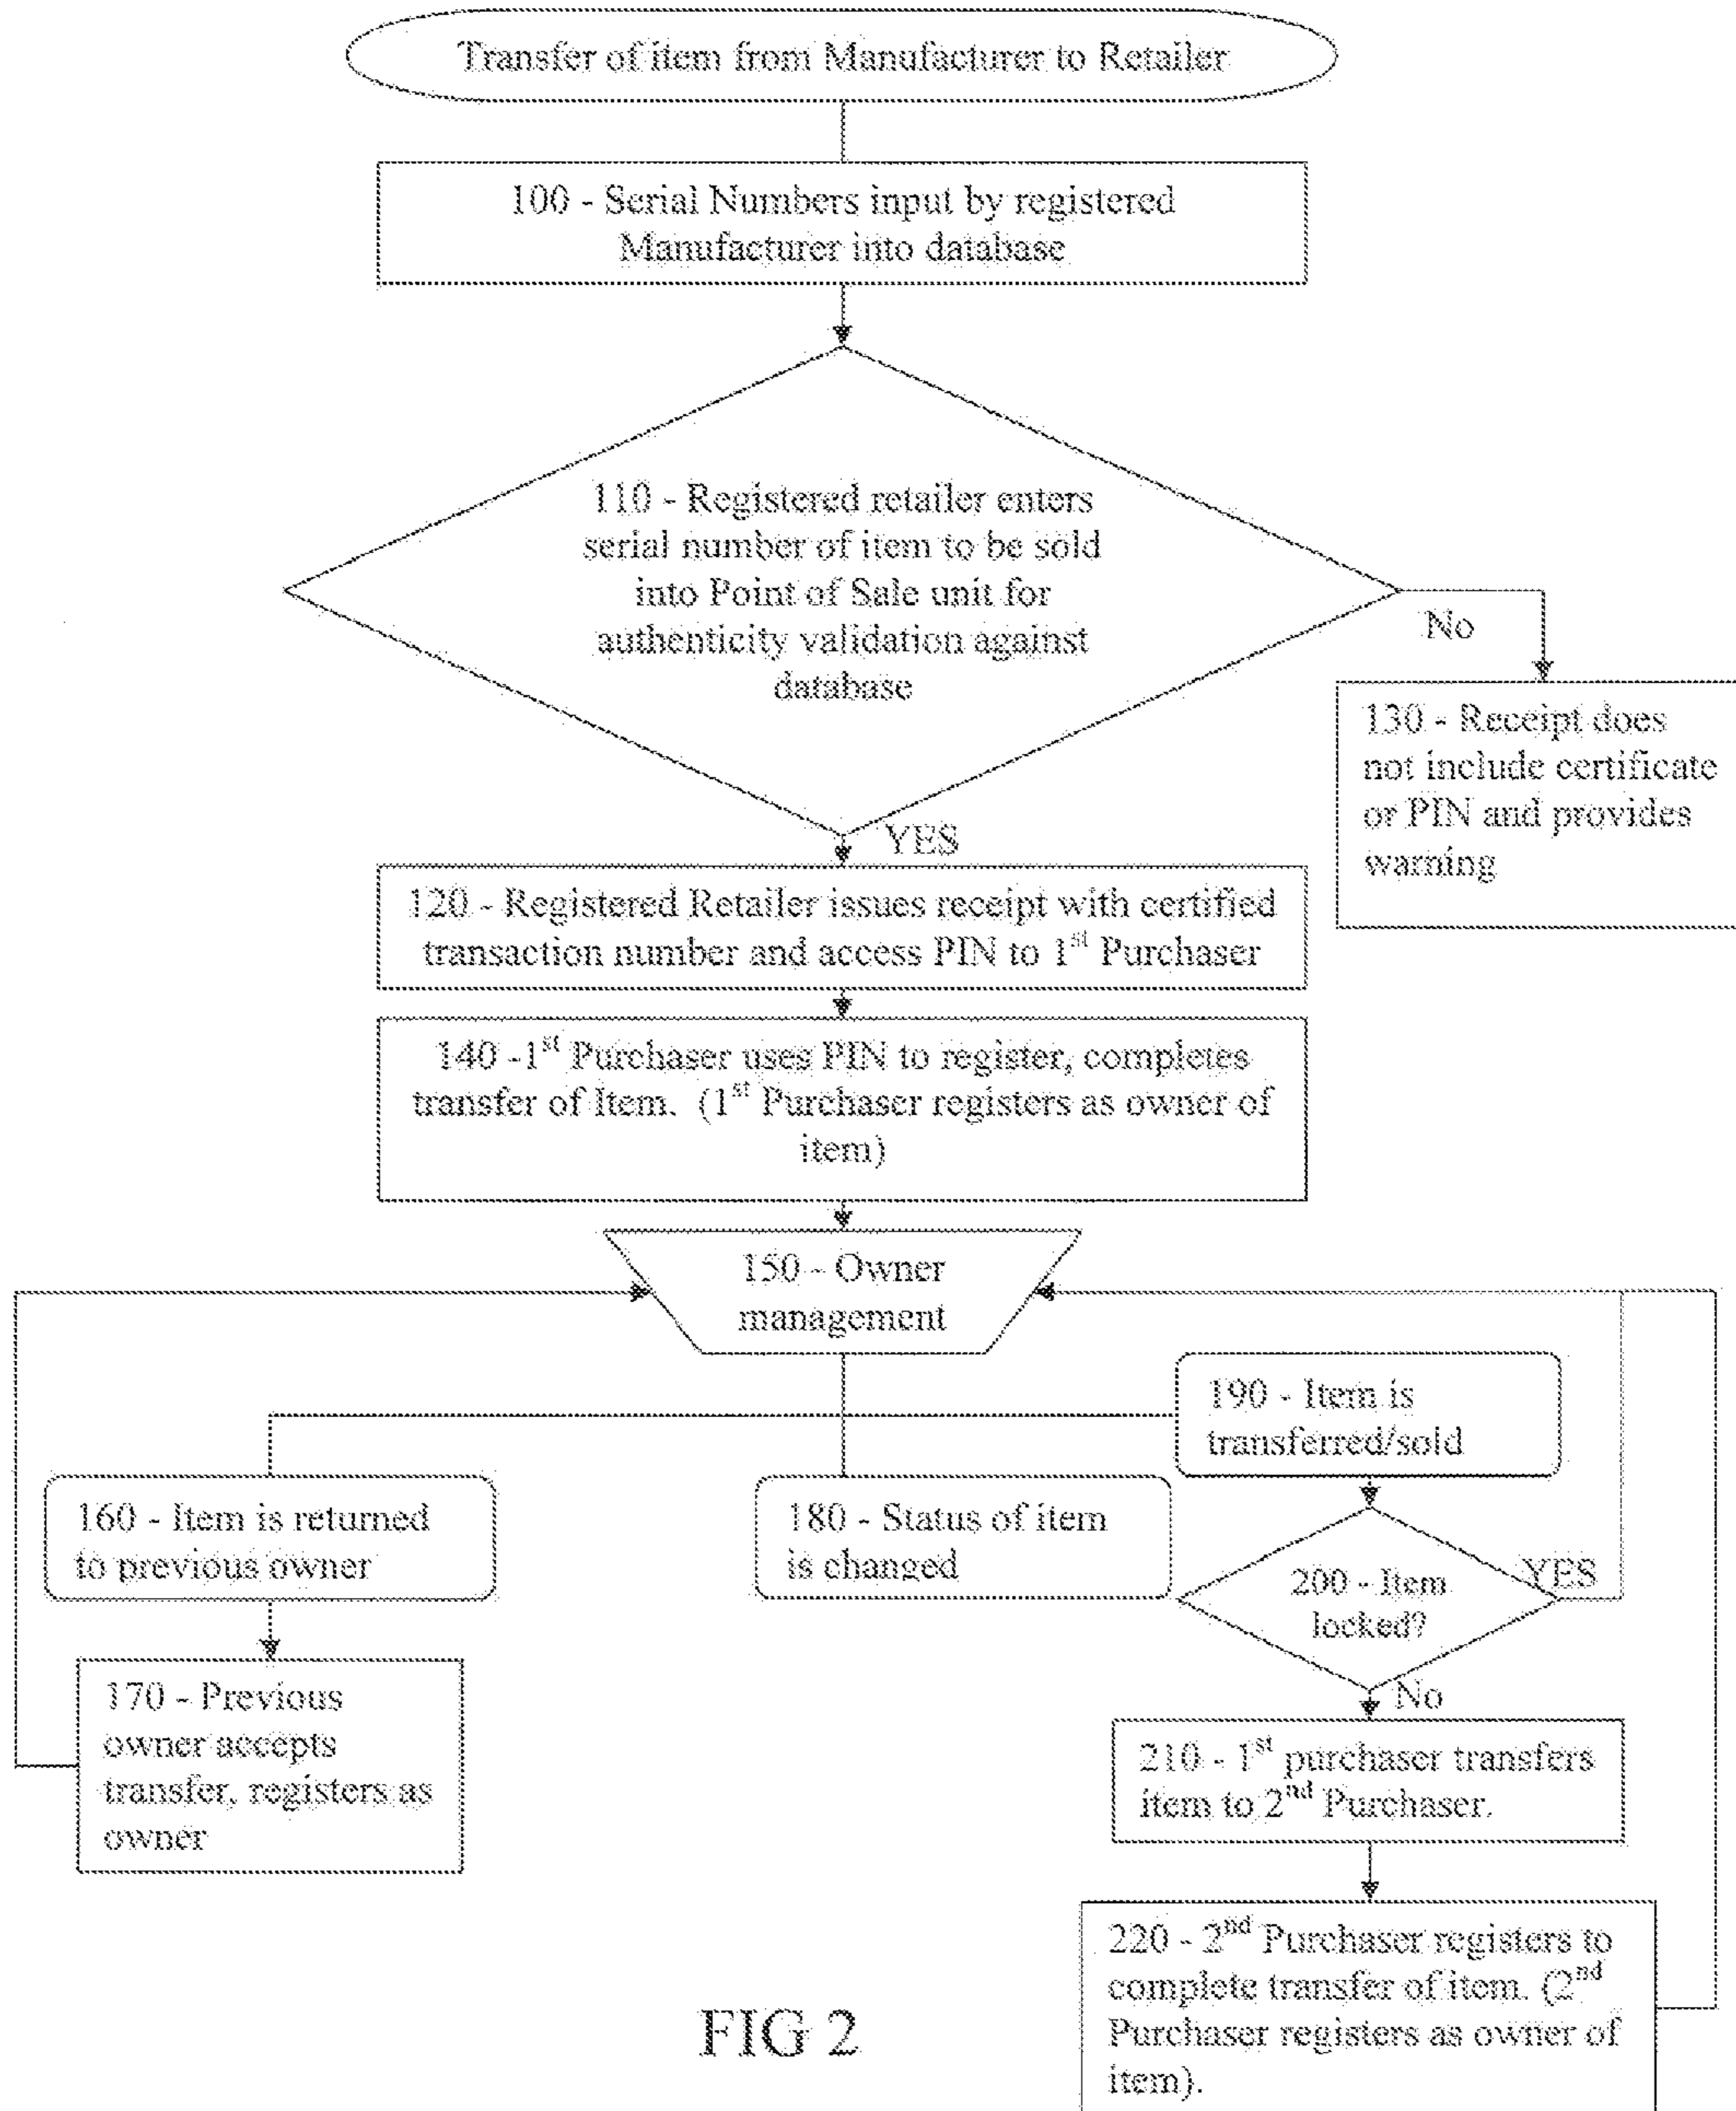 Transfer of item from Manufacturer to Retailer
100 - Serial Numbers input by registered
Manufacturer into database
110 - Registered retailer enters
serial number of item to be sold
into Point of Sale unit for
authenticity validation against
database
No
130 - Receipt does
not include certificate
or PIN and provides
warning
YES
120 - Registered Retailer issues receipt with certified
transaction number and access PIN to 1st Purchaser
140 -1st Purchaser uses PIN to register, completes
transfer of Item. (1st Purchaser registers as owner of
item)
150 - Owner
management
190 - Item is
transferred/sold
160 - Item is returned
to previous owner
180 - Status of item
is changed
200 - Item
locked?
YES
No
170 - Previous
owner accepts
transfer, registers as
owner
210 - 1st purchaser transfers
item to 2nd Purchaser.
220 - 2nd Purchaser registers to
complete transfer of item. (2nd
Purchaser registers as owner of
item).
FIG 2